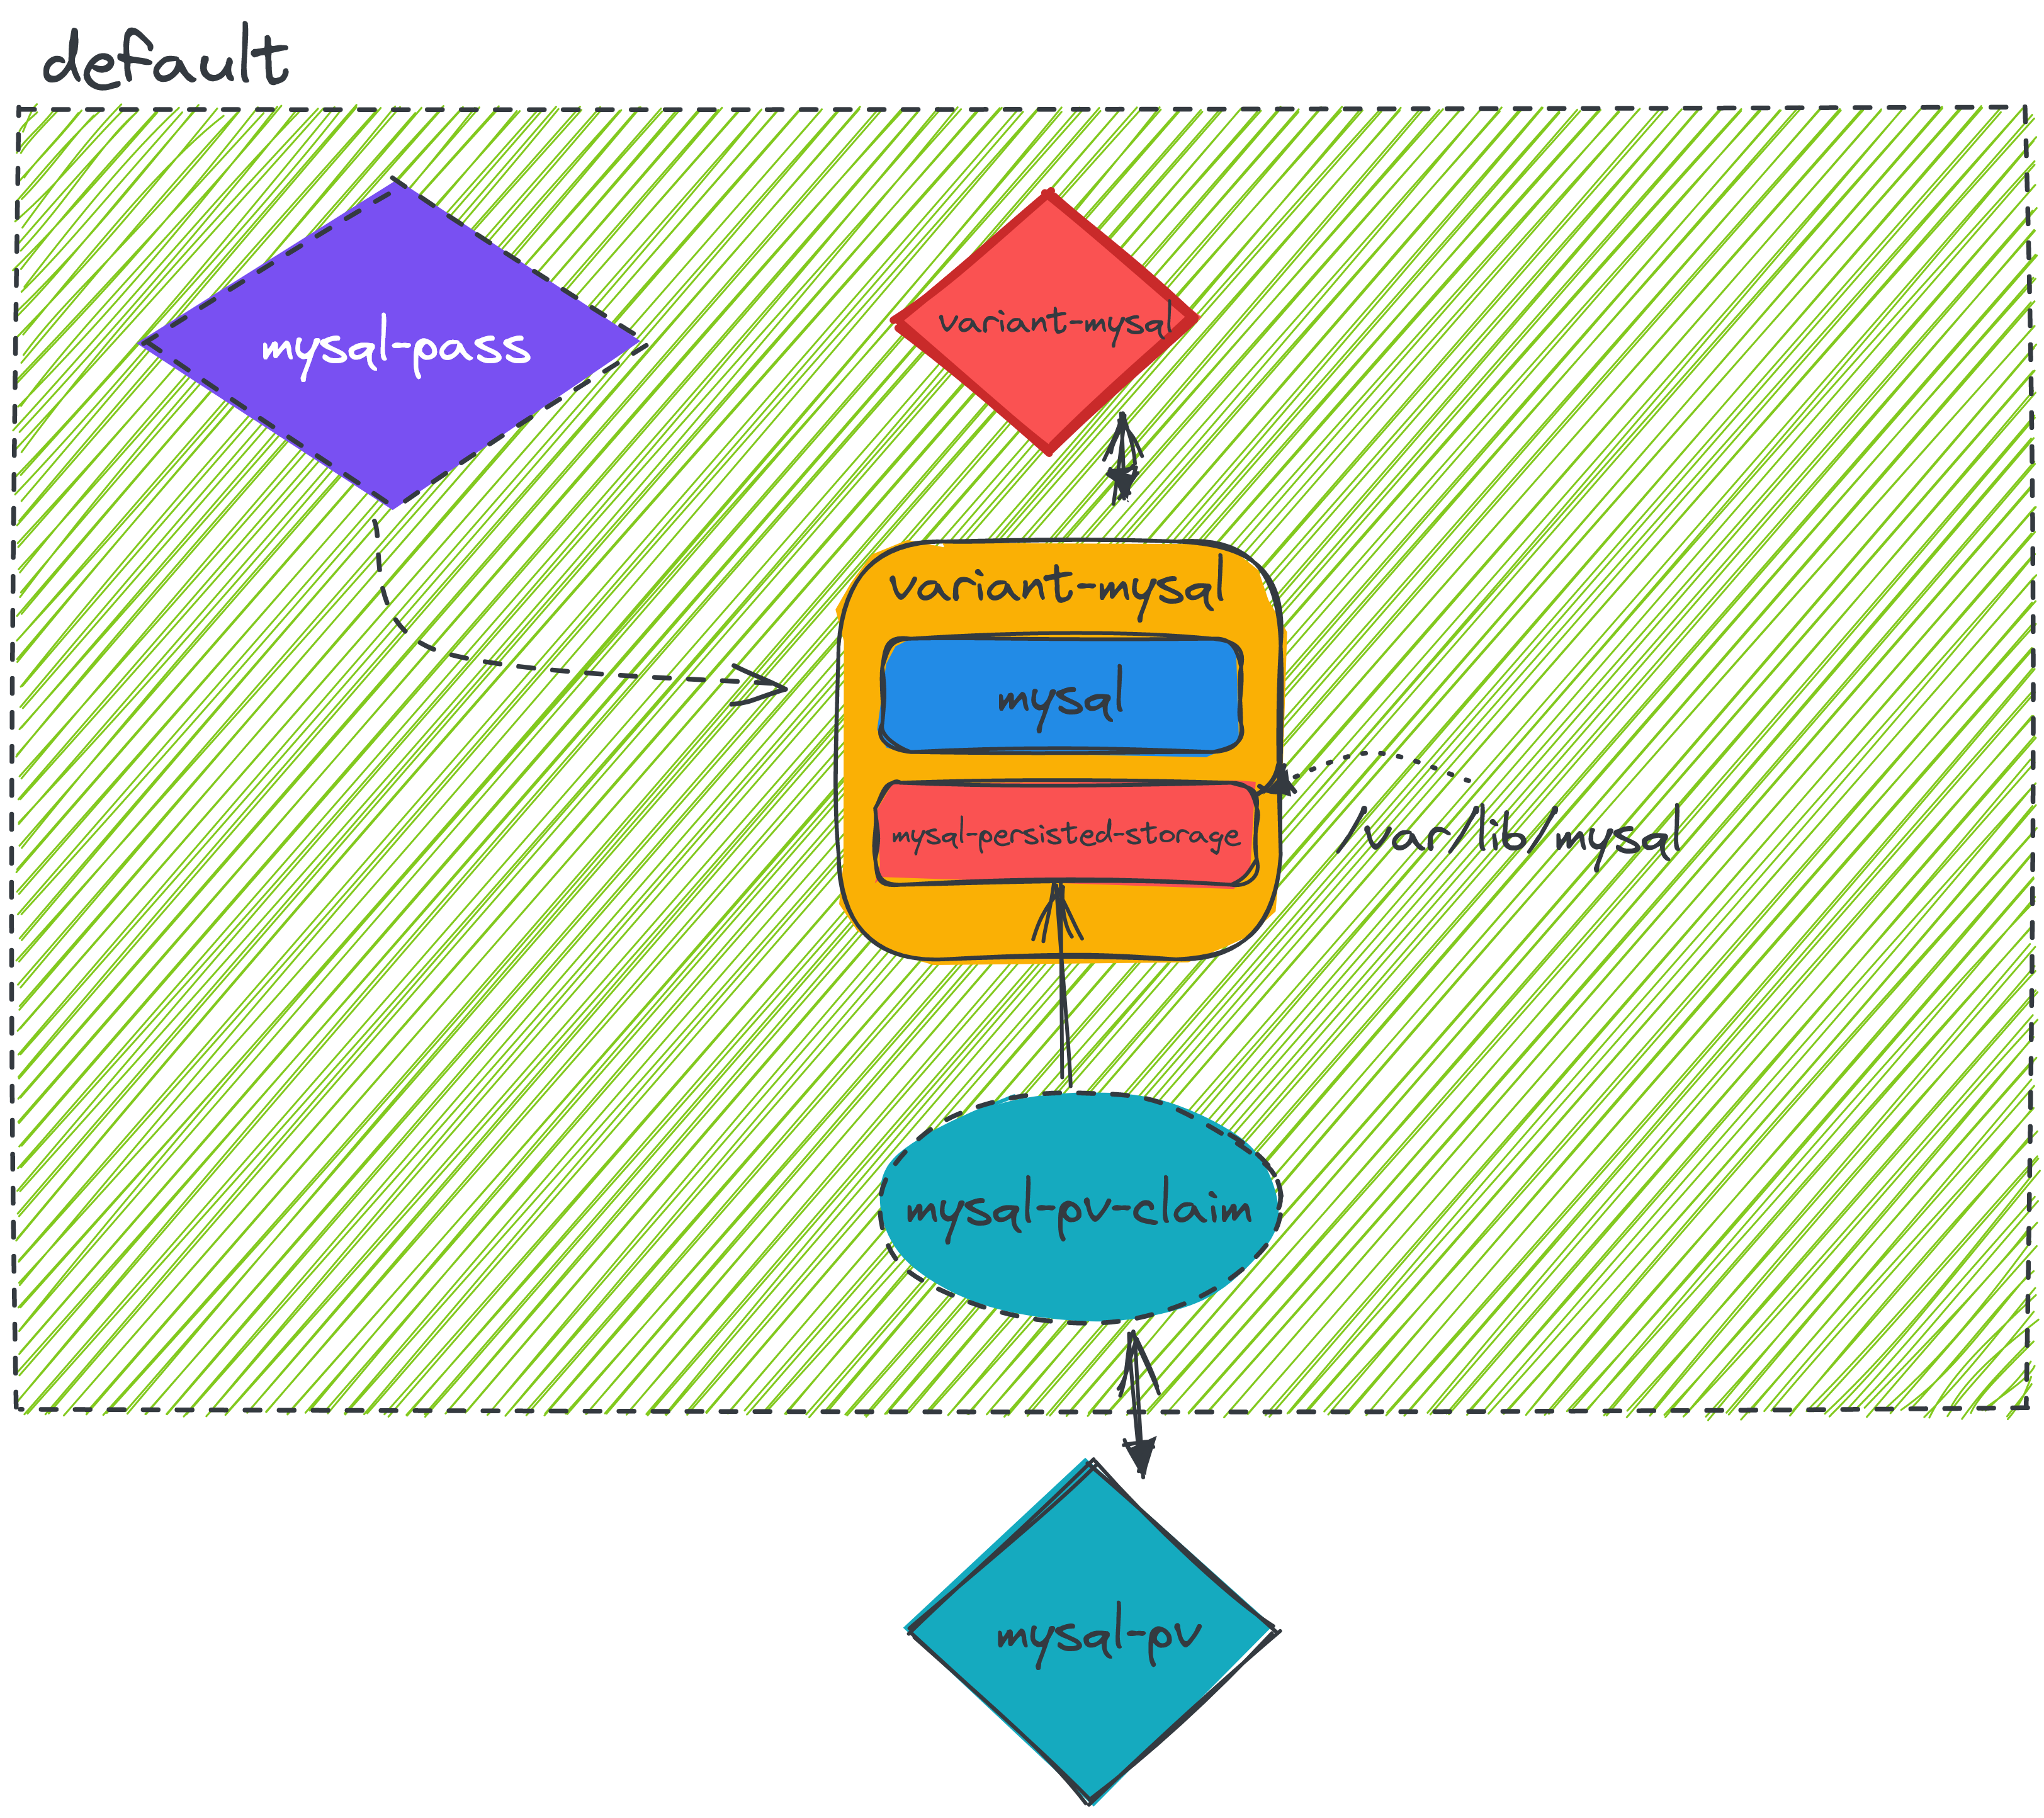 default
mysql-pass
variant-mysql
variant-mysql
mysql
mysql-persisted-storage
/var/lib/mysql
mysql-pv-claim
mysql-pv